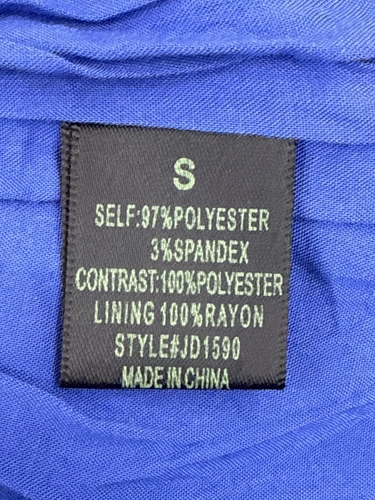 S
SELF:97%POLYESTER
3%SPANDEX
CONTRAST:100%POLYESTER
LINING 100%RAYON
STYLE#JD1590
MADE IN CHINA